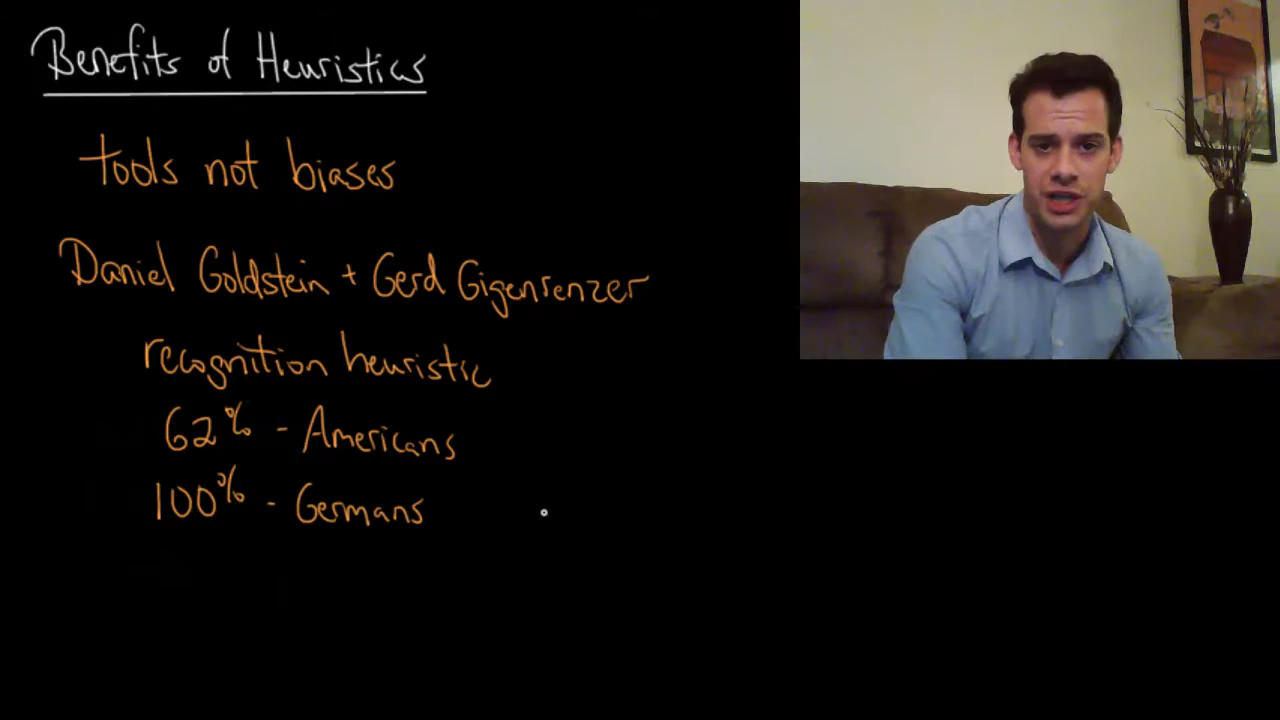 Benefits of Heuristics
tools not biases
Daniel Goldstein + Gerd Gigenrenzer
recognition heuristic
62% - Americans
100% - Germans